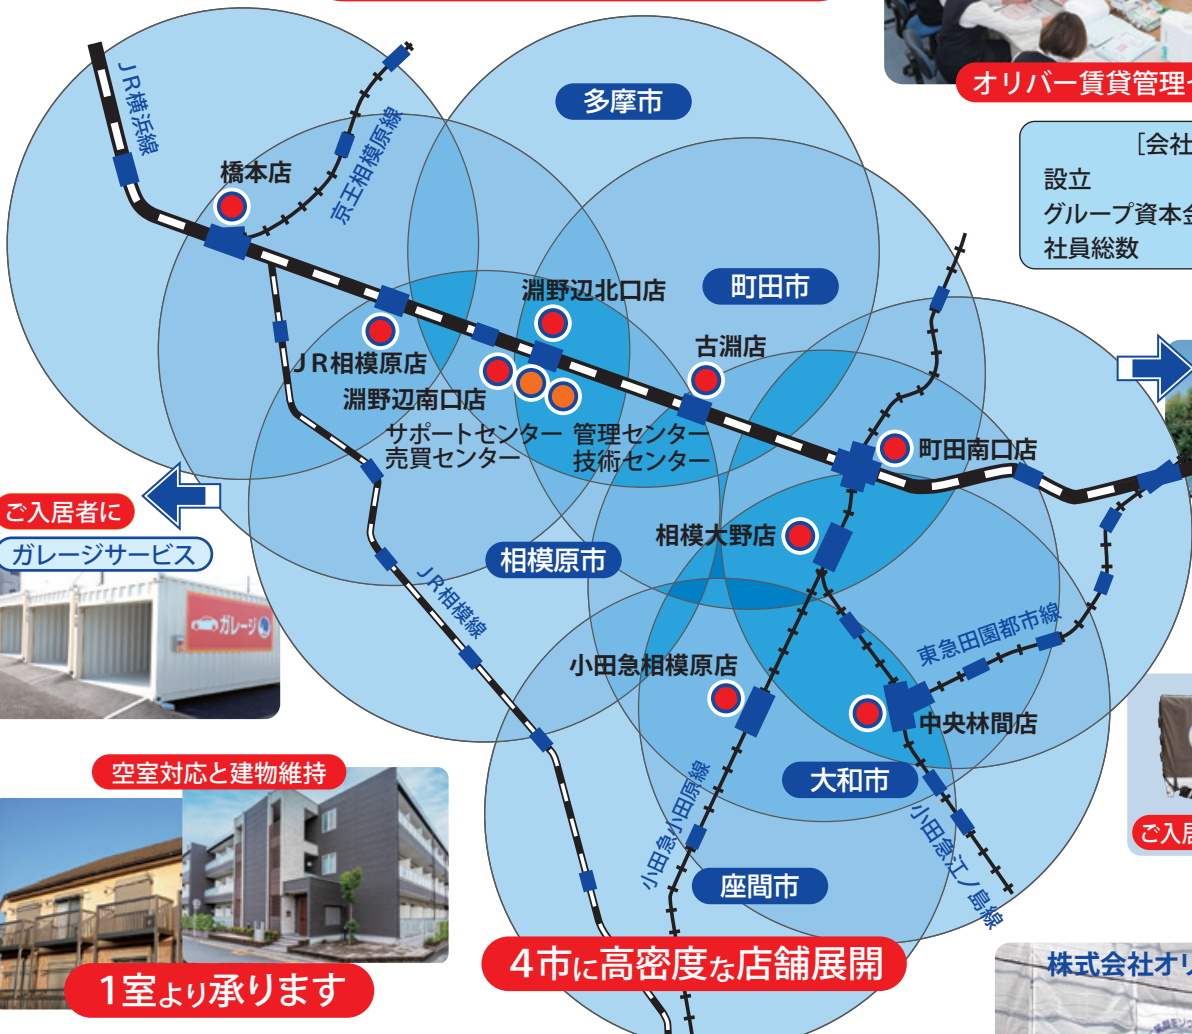 オリバー賃貸管理
多摩市
JR横浜線
京王相模原線
橋本店
[会社
設立
グループ資本金
社員総数
淵野辺北口店
町田市
JR相模原店
古淵店
淵野辺南口店
サポートセンター
売買センター
管理センター
技術センター
町田南口店
ご入居者に
ガレージサービス
ガレージ
相模原市
相模大野店
JR相模線
東急田園都市線
小田急相模原店
中央林間店
空室対応と建物維持
大和市
小田急小田原線
小田急江ノ島線
座間市
ご入居
1室より承ります
4市に高密度な店舗展開
株式会社オリ